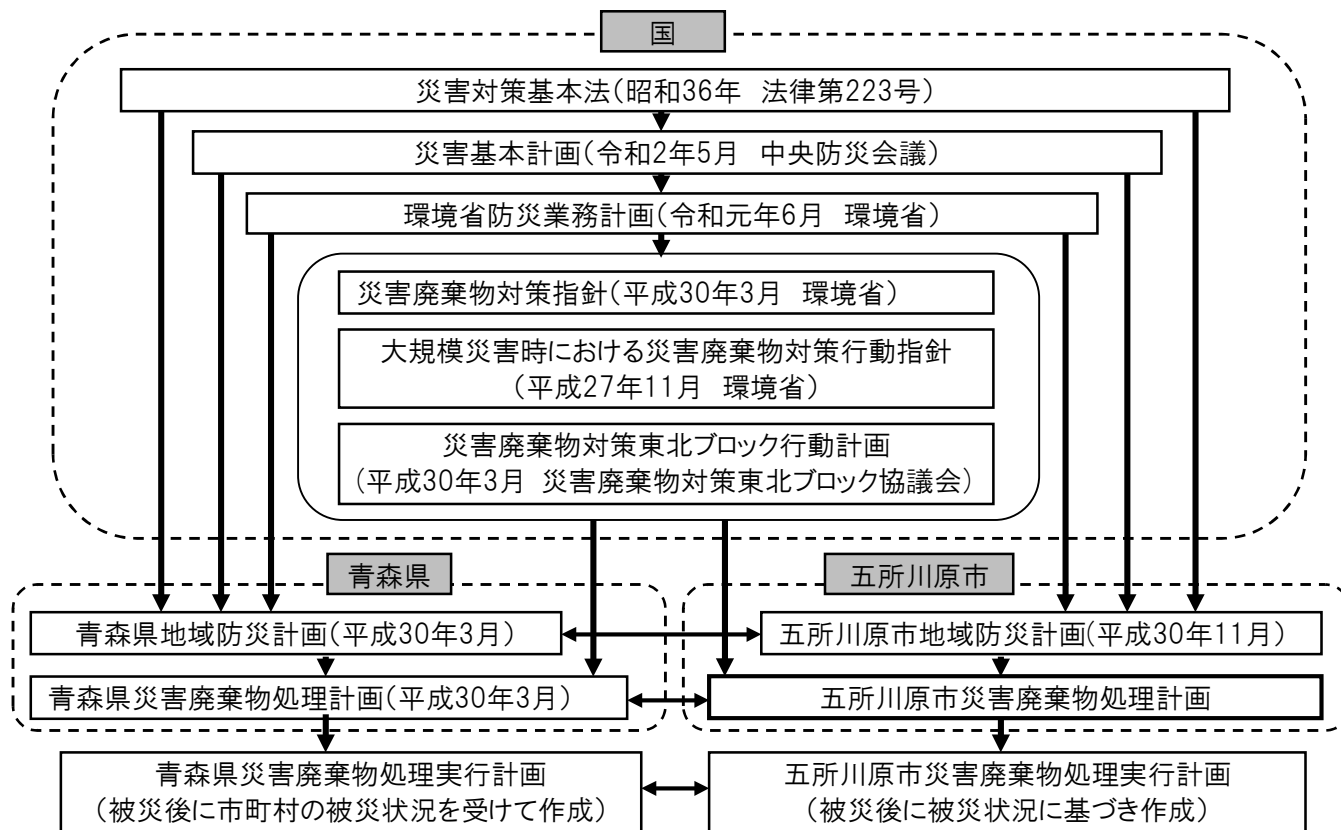 国
災害対策基本法(昭和36年　法律第223号)
災害基本計画(令和2年5月　中央防災会議)
環境省防災業務計画(令和元年6月　環境省)
災害廃棄物対策指針(平成30年3月　環境省)
大規模災害時における災害廃棄物対策行動指針
(平成27年11月　環境省)
災害廃棄物対策東北ブロック行動計画
(平成30年3月 災害廃棄物対策東北ブロック協議会)
青森県
五所川原市
青森県地域防災計画(平成30年3月)
五所川原市地域防災計画(平成30年11月)
青森県災害廃棄物処理計画(平成30年3月)
五所川原市災害廃棄物処理計画
青森県災害廃棄物処理実行計画
(被災後に市町村の被災状況を受けて作成)
五所川原市災害廃棄物処理実行計画
(被災後に被災状況に基づき作成)